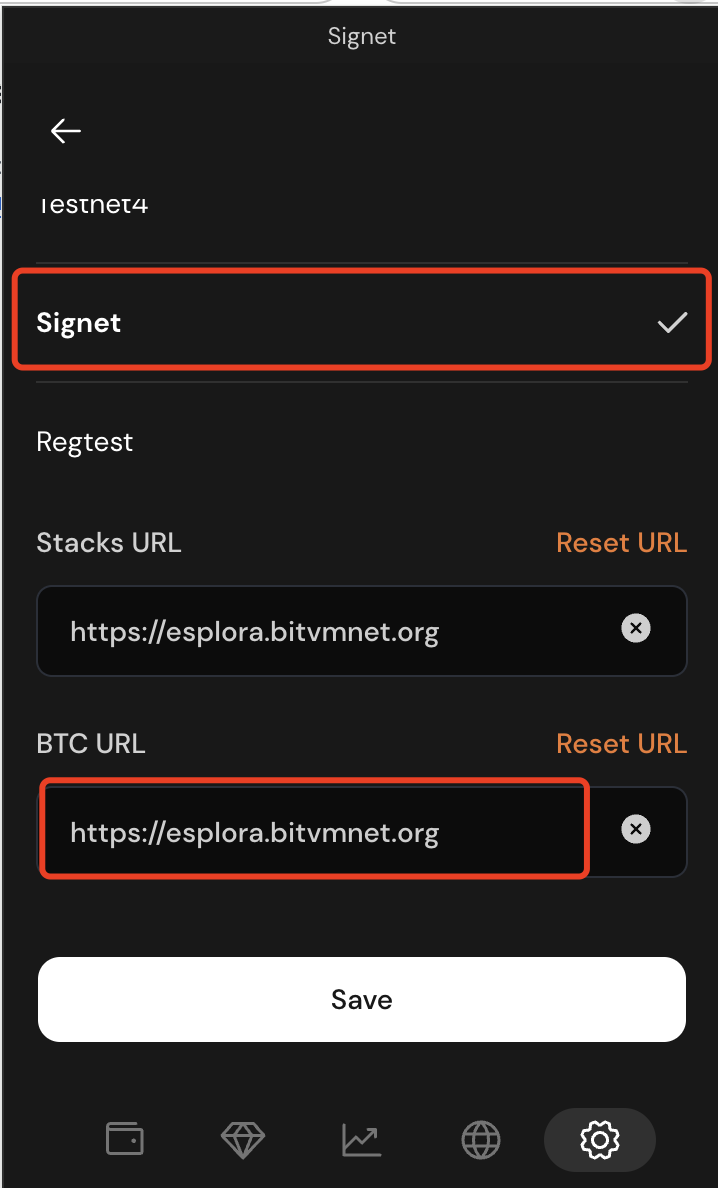 Signet
Testnet4
Signet
Regtest
Stacks URL
Reset URL
https://esplora.bitvmnet.org
BTC URL
Reset URL
https://esplora.bitvmnet.org
Save